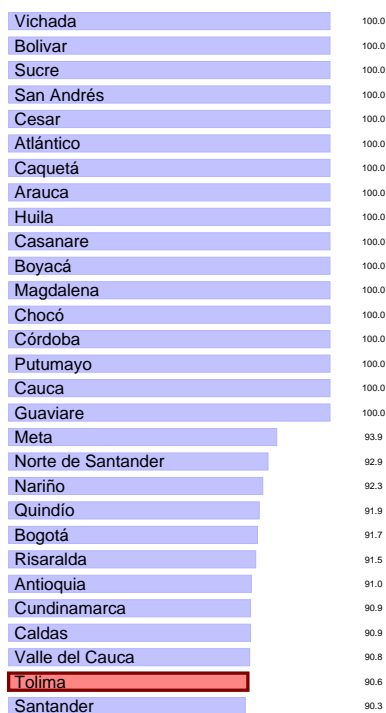 Vichada 100.0
Bolivar 100.0
Sucre 100.0
San Andrés 100.0
Cesar 100.0
Atlántico 100.0
Caquetá 100.0
Arauca 100.0
Huila 100.0
Casanare 100.0
Boyacá 100.0
Magdalena 100.0
Chocó 100.0
Córdoba 100.0
Putumayo 100.0
Cauca 100.0
Guaviare 100.0
Meta 93.9
Norte de Santander 92.9
Nariño 92.3
Quindío 91.9
Bogotá 91.7
Risaralda 91.5
Antioquia 91.0
Cundinamarca 90.9
Caldas 90.9
Valle del Cauca 90.8
Tolima 90.6
Santander 90.3